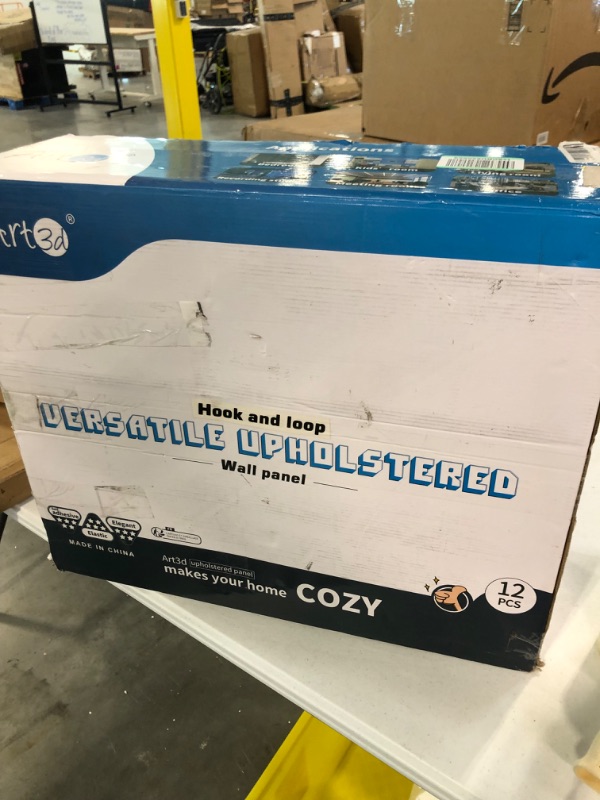 Applications
art3d®
Hook and loop
VERSATILE UPHOLSTERED
Wall panel
Adhesive
Elastic
Elegant
MADE IN CHINA
Art3d upholstered panel
makes your home COZY
12
PCS